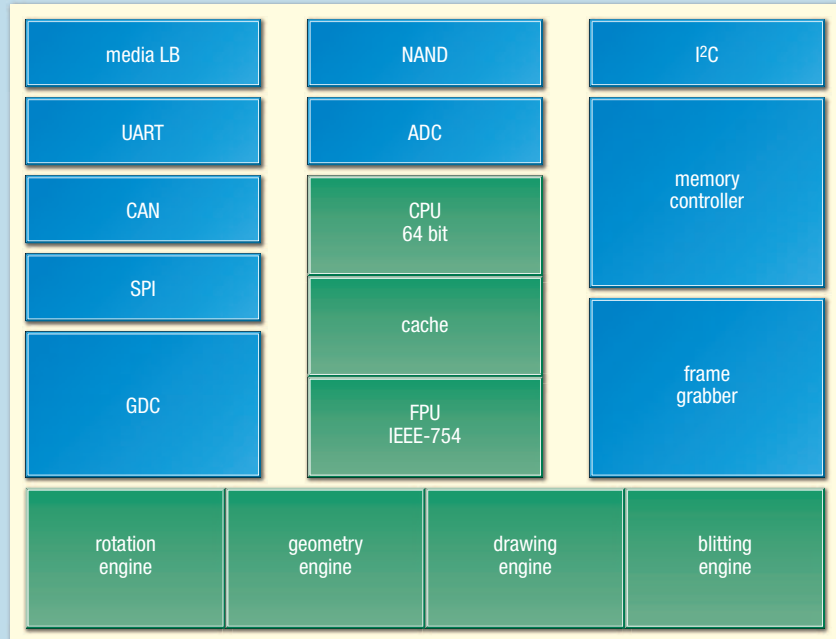 media LB
NAND
I²C
UART
ADC
memory
controller
CAN
CPU
64 bit
SPI
cache
GDC
FPU
IEEE-754
frame
grabber
rotation
engine
geometry
engine
drawing
engine
blitting
engine